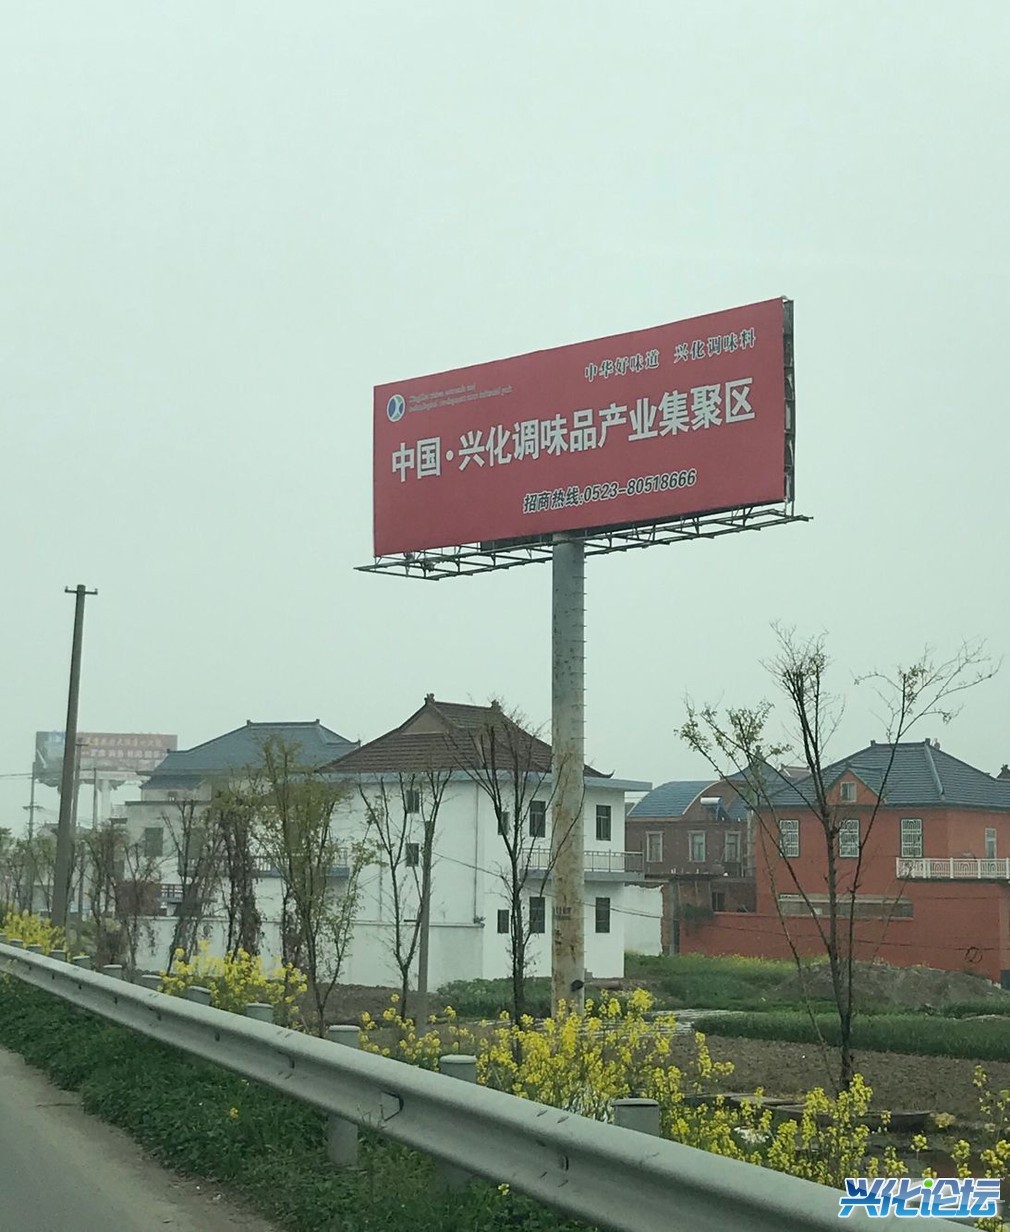 中华好味道 兴化调味料
中国·兴化调味品产业集聚区
招商热线:0523-80518666
兴化论坛